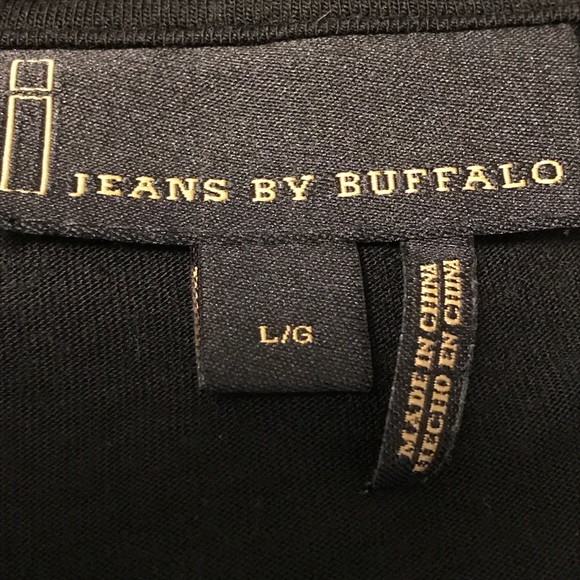 i JEANS BY BUFFALO
L/G
MADE IN CHINA
HECHO EN CHINA